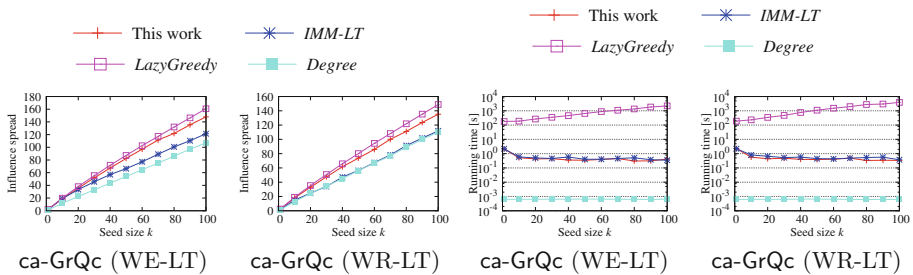 This work
IMM-LT
LazyGreedy
Degree
This work
IMM-LT
LazyGreedy
Degree
Influence spread
180
160
140
120
100
80
60
40
20
0
0 20 40 60 80 100
Seed size k
ca-GrQc (WE-LT)
Influence spread
160
140
120
100
80
60
40
20
0
0 20 40 60 80 100
Seed size k
ca-GrQc (WR-LT)
Running time [s]
10^4
10^3
10^2
10^1
10^0
10^-1
10^-2
10^-3
10^-4
0 20 40 60 80 100
Seed size k
ca-GrQc (WE-LT)
Running time [s]
10^4
10^3
10^2
10^1
10^0
10^-1
10^-2
10^-3
10^-4
0 20 40 60 80 100
Seed size k
ca-GrQc (WR-LT)